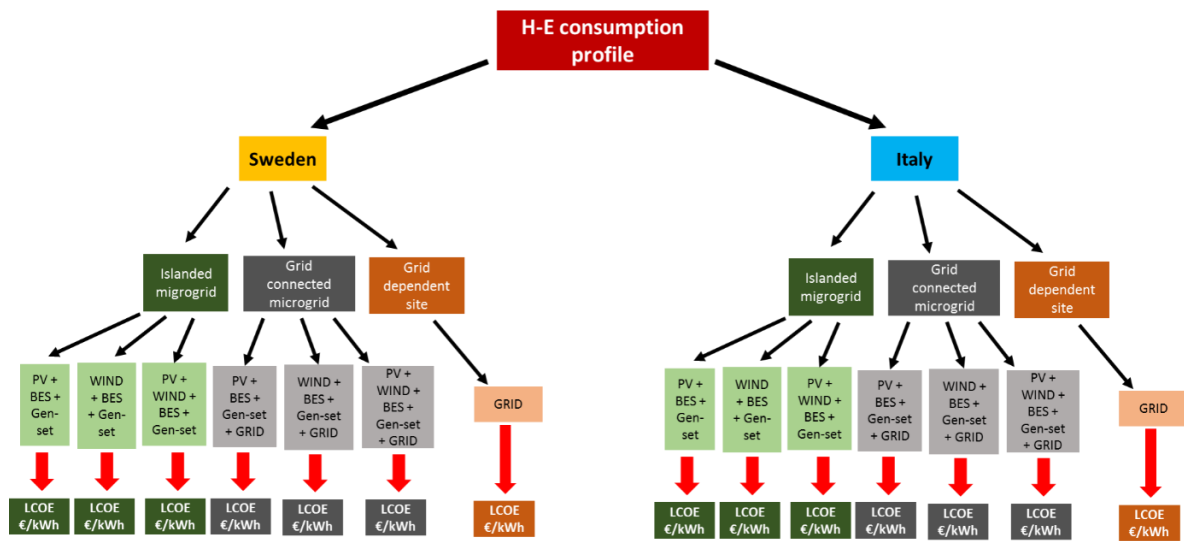 H-E consumption
profile
Sweden
Italy
Islanded
migrogrid
Grid
connected
microgrid
Grid
dependent
site
Islanded
migrogrid
Grid
connected
microgrid
Grid
dependent
site
PV +
BES +
Gen-
set
WIND
+ BES
+ Gen-
set
PV +
WIND +
BES +
Gen-set
PV +
BES +
Gen-set
+ GRID
WIND +
BES +
Gen-set
+ GRID
PV +
WIND +
BES +
Gen-set
+ GRID
GRID
PV +
BES +
Gen-
set
WIND
+ BES
+ Gen-
set
PV +
WIND +
BES +
Gen-set
PV +
BES +
Gen-set
+ GRID
WIND +
BES +
Gen-set
+ GRID
PV +
WIND +
BES +
Gen-set
+ GRID
GRID
LCOE
€/kWh
LCOE
€/kWh
LCOE
€/kWh
LCOE
€/kWh
LCOE
€/kWh
LCOE
€/kWh
LCOE
€/kWh
LCOE
€/kWh
LCOE
€/kWh
LCOE
€/kWh
LCOE
€/kWh
LCOE
€/kWh
LCOE
€/kWh
LCOE
€/kWh